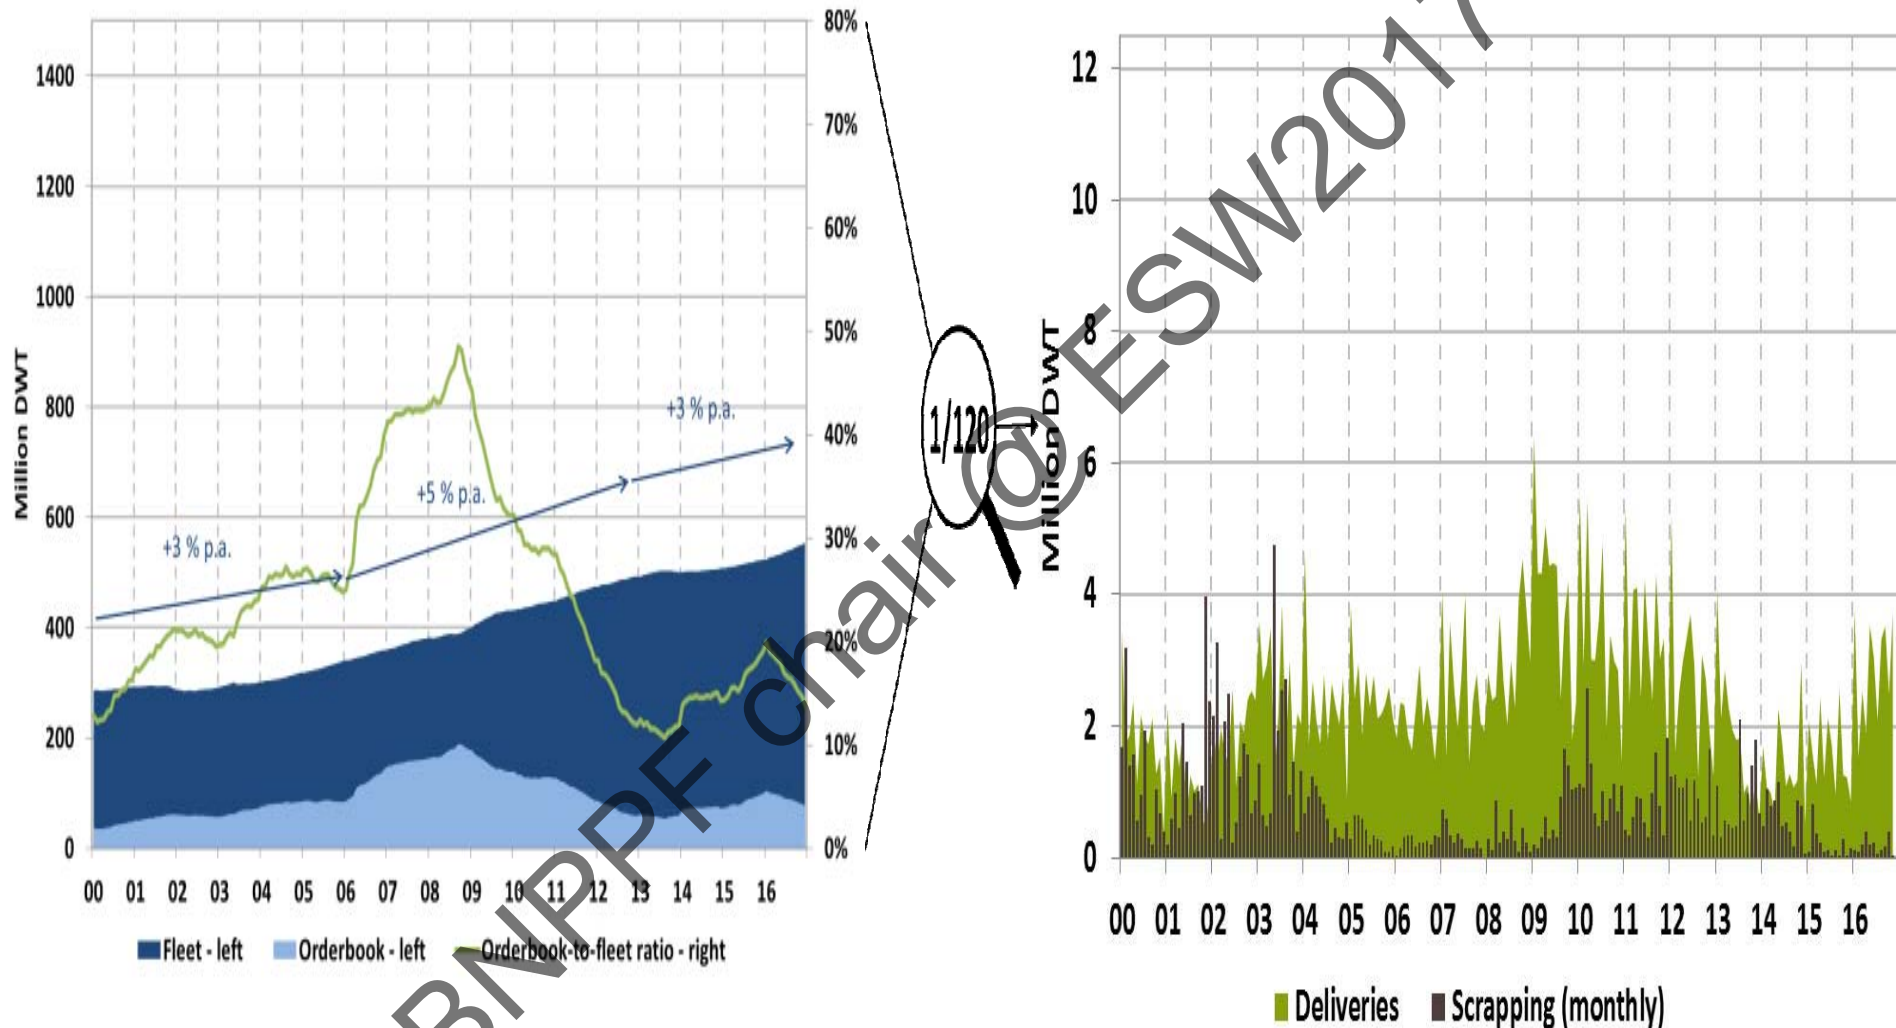 80%
1400
70%
1200
60%
1000
50%
800
40%
600
30%
400
20%
200
10%
0
0%
Million DWT
+3 % p.a.
+5 % p.a.
+3 % p.a.
00 01 02 03 04 05 06 07 08 09 10 11 12 13 14 15 16
Fleet - left Orderbook - left Orderbook-to-fleet ratio - right
1/120
12
10
8
6
4
2
0
Million DWT
00 01 02 03 04 05 06 07 08 09 10 11 12 13 14 15 16
Deliveries Scrapping (monthly)
BNPPF chair @ ESW2017